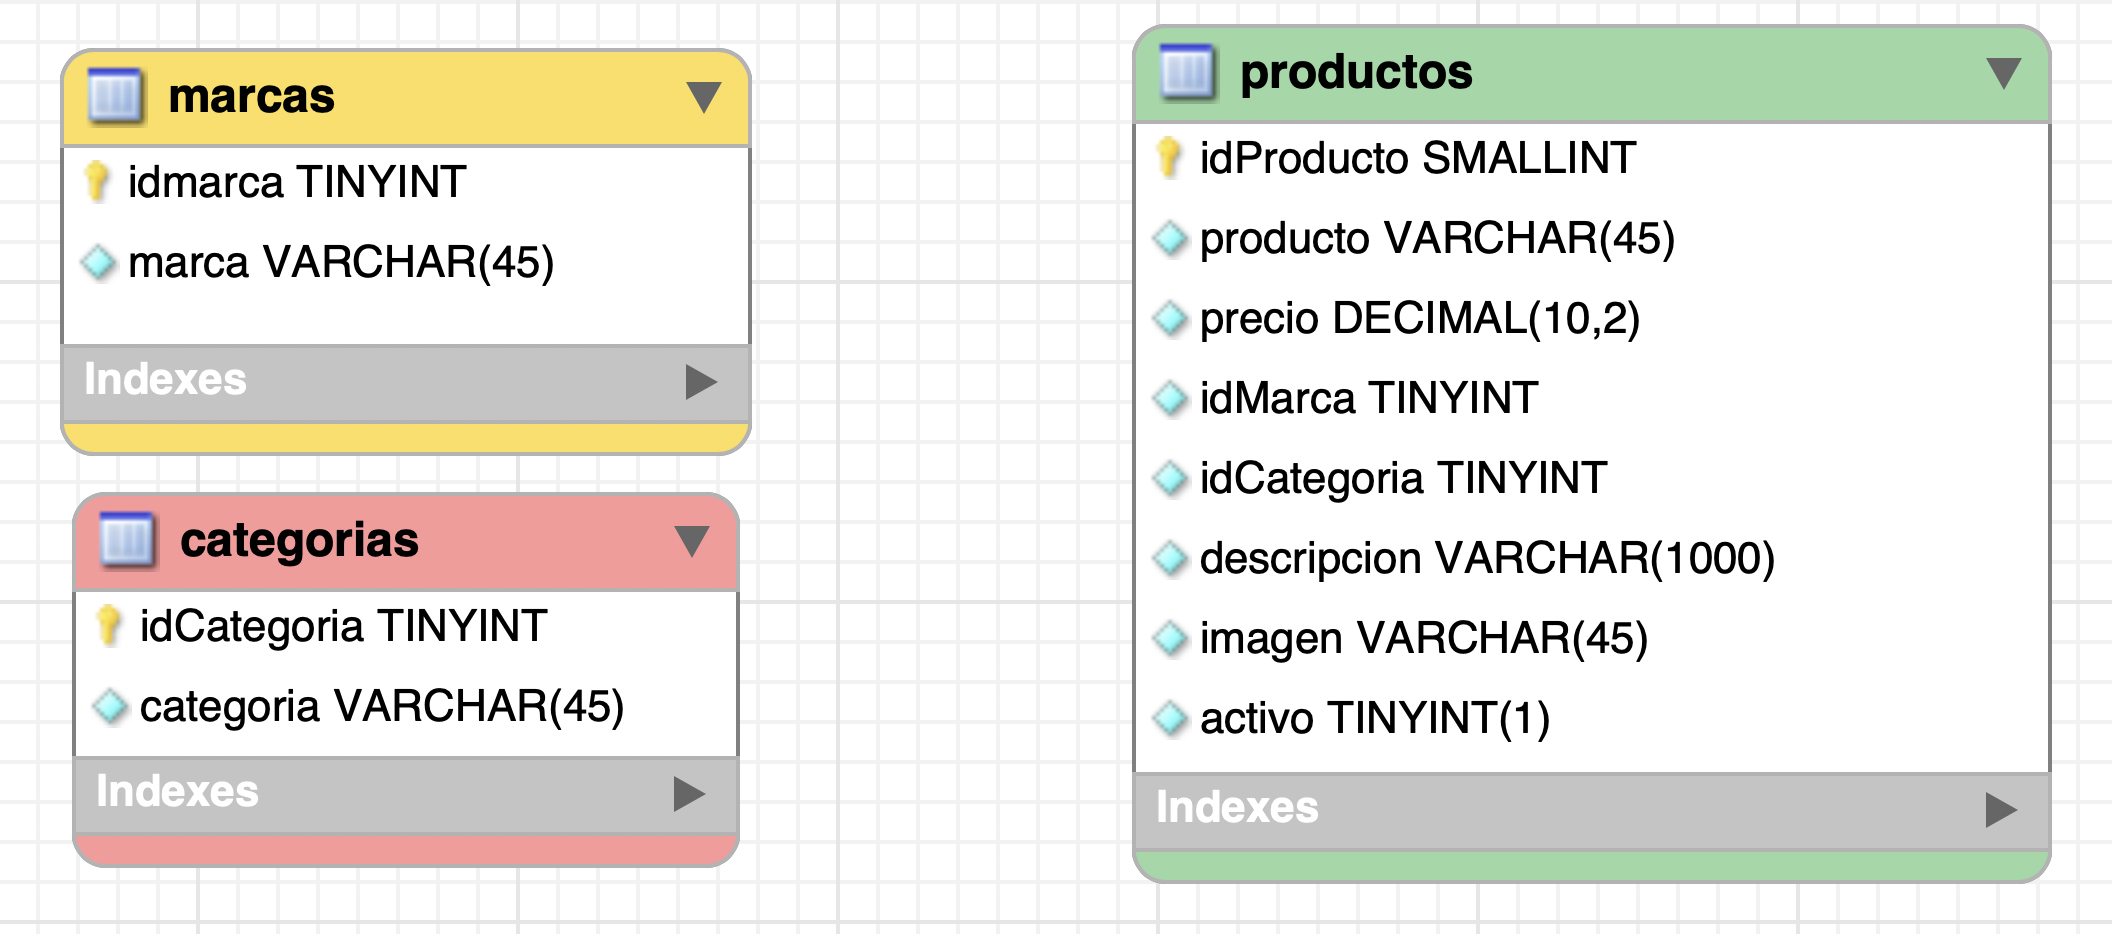 marcas
idmarca TINYINT
marca VARCHAR(45)
Indexes
categorias
idCategoria TINYINT
categoria VARCHAR(45)
Indexes
productos
idProducto SMALLINT
producto VARCHAR(45)
precio DECIMAL(10,2)
idMarca TINYINT
idCategoria TINYINT
descripcion VARCHAR(1000)
imagen VARCHAR(45)
activo TINYINT(1)
Indexes